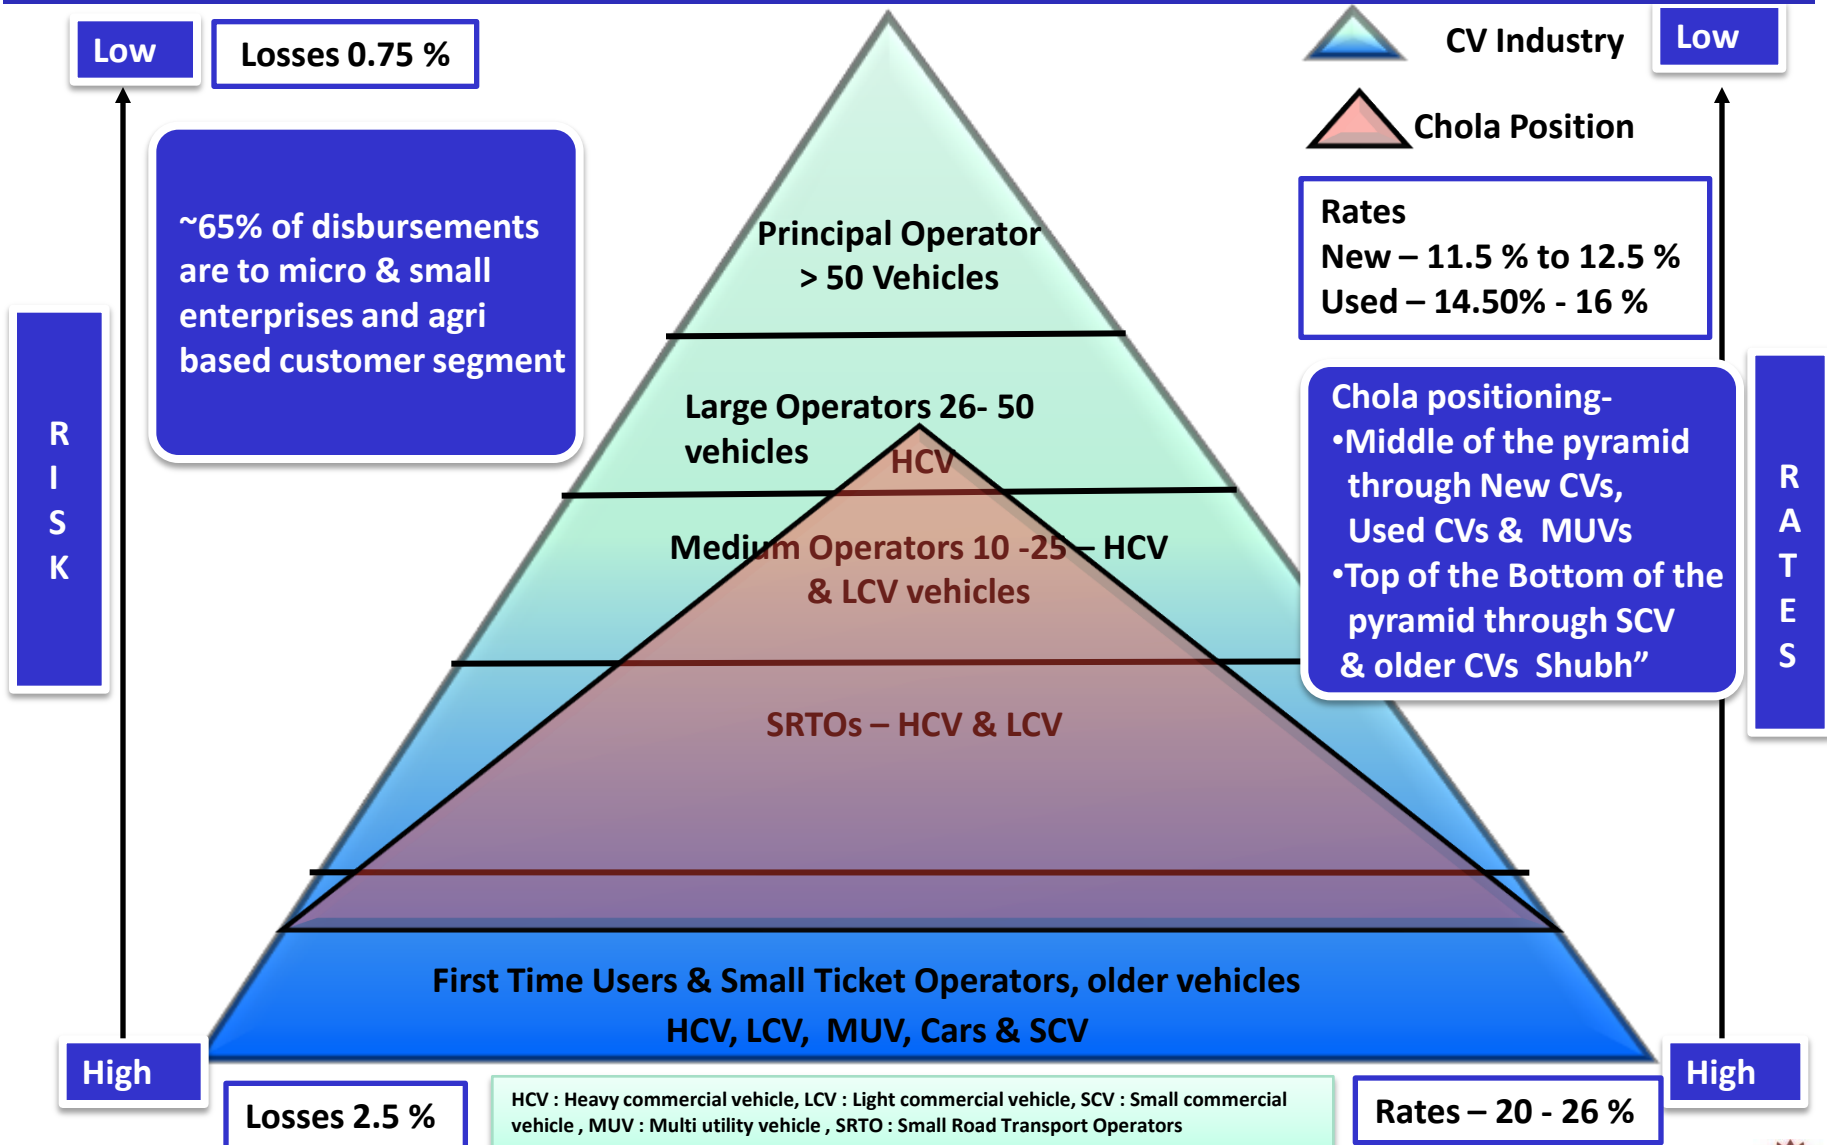 Low
Losses 0.75 %
CV Industry
Low
Chola Position
~65% of disbursements
are to micro & small
enterprises and agri
based customer segment
Rates
New – 11.5 % to 12.5 %
Used – 14.50% - 16 %
Principal Operator
> 50 Vehicles
Large Operators 26- 50
vehicles
HCV
Medium Operators 10 -25 – HCV
& LCV vehicles
SRTOs – HCV & LCV
Chola positioning-
•Middle of the pyramid
through New CVs,
Used CVs & MUVs
•Top of the Bottom of the
pyramid through SCV
& older CVs Shubh”
R
I
S
K
R
A
T
E
S
First Time Users & Small Ticket Operators, older vehicles
HCV, LCV, MUV, Cars & SCV
High
High
Losses 2.5 %
HCV : Heavy commercial vehicle, LCV : Light commercial vehicle, SCV : Small commercial
vehicle , MUV : Multi utility vehicle , SRTO : Small Road Transport Operators
Rates – 20 - 26 %